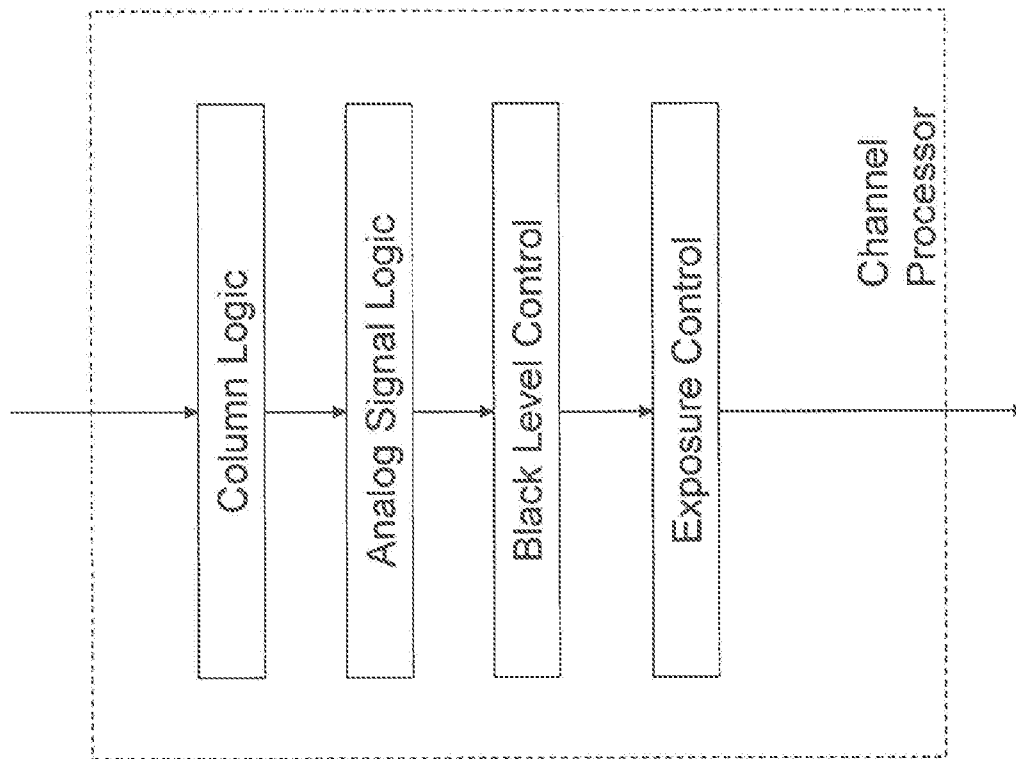 Column Logic
Analog Signal Logic
Black Level Control
Exposure Control
Channel
Processor